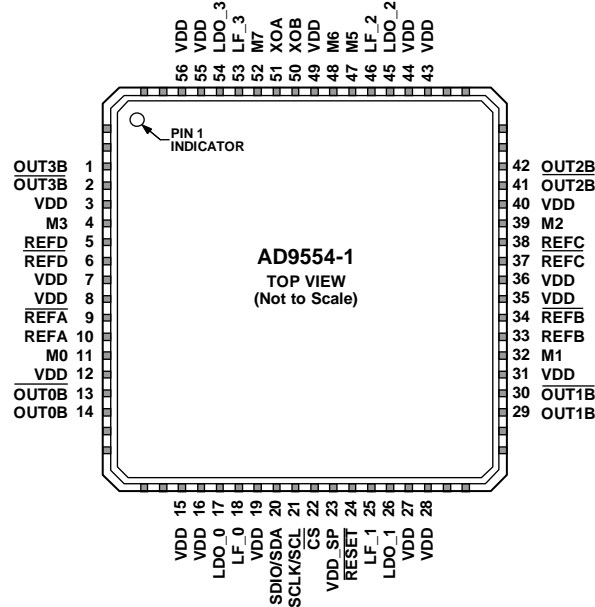 56 VDD
55 VDD
54 LDO_3
53 LF_3
52 M7
51 XOA
50 XOB
49 VDD
48 M6
47 M5
46 LF_2
45 LDO_2
44 VDD
43 VDD
PIN 1
INDICATOR
OUT3B 1
OUT3B 2
VDD 3
M3 4
REFD 5
REFD 6
VDD 7
VDD 8
REFA 9
REFA 10
M0 11
VDD 12
OUT0B 13
OUT0B 14
AD9554-1
TOP VIEW
(Not to Scale)
42 OUT2B
41 OUT2B
40 VDD
39 M2
38 REFC
37 REFC
36 VDD
35 VDD
34 REFB
33 REFB
32 M1
31 VDD
30 OUT1B
29 OUT1B
VDD 15
VDD 16
LDO_0 17
LF_0 18
VDD 19
SDIO/SDA 20
SCLK/SCL 21
CS 22
VDD_SP 23
RESET 24
LF_1 25
LDO_1 26
VDD 27
VDD 28